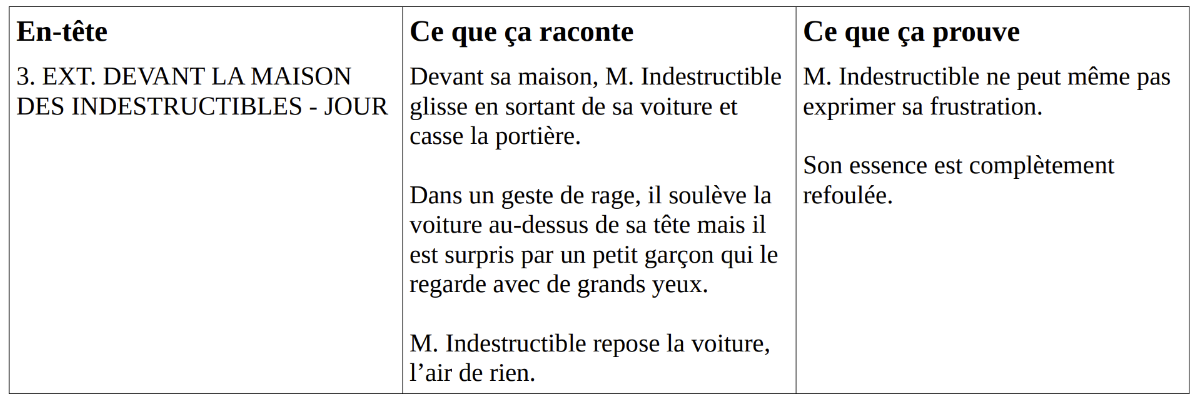 En-tête
3. EXT. DEVANT LA MAISON
DES INDESTRUCTIBLES - JOUR
Ce que ça raconte
Devant sa maison, M. Indestructible
glisse en sortant de sa voiture et
casse la portière.
Dans un geste de rage, il soulève la
voiture au-dessus de sa tête mais il
est surpris par un petit garçon qui le
regarde avec de grands yeux.
M. Indestructible repose la voiture,
l’air de rien.
Ce que ça prouve
M. Indestructible ne peut même pas
exprimer sa frustration.
Son essence est complètement
refoulée.